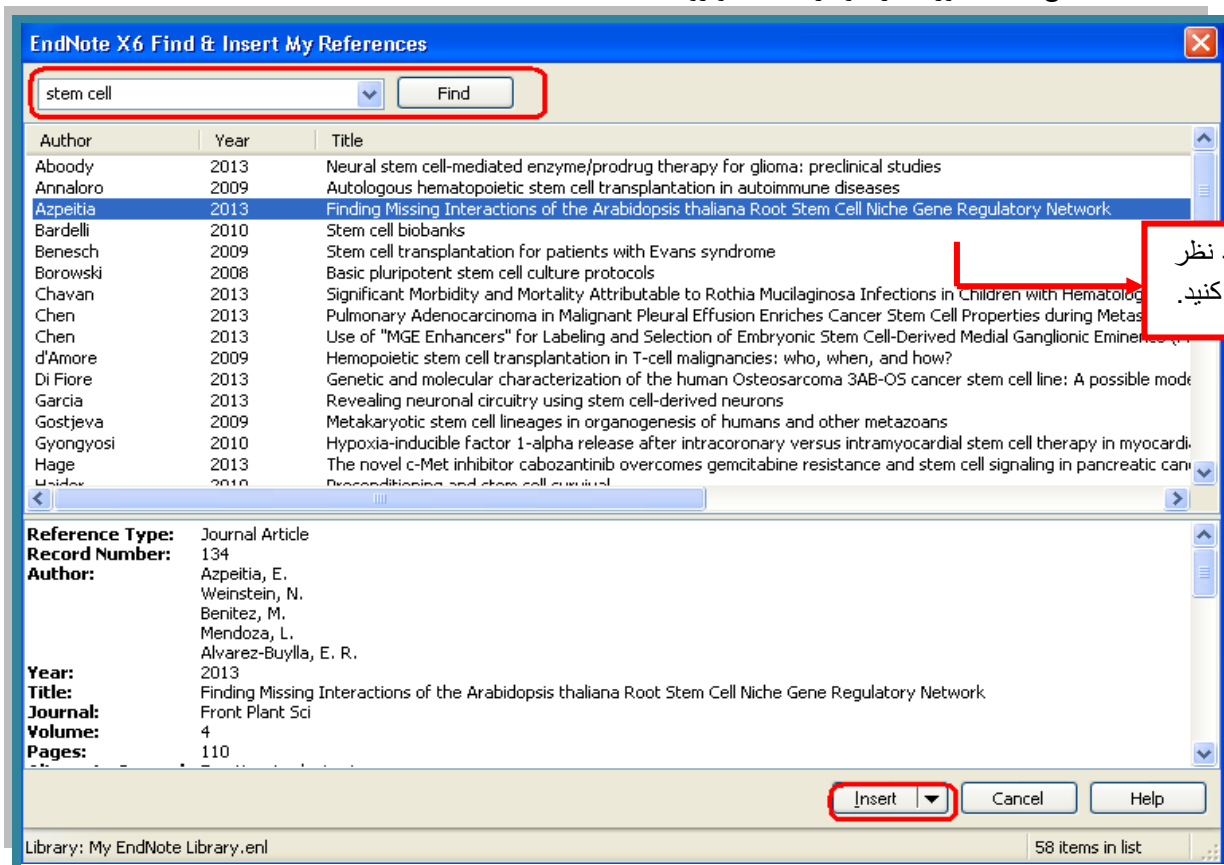 EndNote X6 Find & Insert My References
stem cell Find
Author Year Title
Aboody 2013 Neural stem cell-mediated enzyme/prodrug therapy for glioma: preclinical studies
Annaloro 2009 Autologous hematopoietic stem cell transplantation in autoimmune diseases
Azpeitia 2013 Finding Missing Interactions of the Arabidopsis thaliana Root Stem Cell Niche Gene Regulatory Network
Bardelli 2010 Stem cell biobanks
Benesch 2009 Stem cell transplantation for patients with Evans syndrome
Borowski 2008 Basic pluripotent stem cell culture protocols
Chavan 2013 Significant Morbidity and Mortality Attributable to Rothia Mucilaginosa Infections in Children with Hematolog
Chen 2013 Pulmonary Adenocarcinoma in Malignant Pleural Effusion Enriches Cancer Stem Cell Properties during Metas
Chen 2013 Use of "MGE Enhancers" for Labeling and Selection of Embryonic Stem Cell-Derived Medial Ganglionic Eminence
d'Amore 2009 Hemopoietic stem cell transplantation in T-cell malignancies: who, when, and how?
Di Fiore 2013 Genetic and molecular characterization of the human Osteosarcoma 3AB-OS cancer stem cell line: A possible mode
Garcia 2013 Revealing neuronal circuitry using stem cell-derived neurons
Gostjeva 2009 Metakaryotic stem cell lineages in organogenesis of humans and other metazoans
Gyongyosi 2010 Hypoxia-inducible factor 1-alpha release after intracoronary versus intramyocardial stem cell therapy in myocardi
Hage 2013 The novel c-Met inhibitor cabozantinib overcomes gemcitabine resistance and stem cell signaling in pancreatic can
Haider 2010 Preconditioning and stem cell survival
نظر
کنید.
Reference Type: Journal Article
Record Number: 134
Author: Azpeitia, E.
Weinstein, N.
Benitez, M.
Mendoza, L.
Alvarez-Buylla, E. R.
Year: 2013
Title: Finding Missing Interactions of the Arabidopsis thaliana Root Stem Cell Niche Gene Regulatory Network
Journal: Front Plant Sci
Volume: 4
Pages: 110
Insert Cancel Help
Library: My EndNote Library.enl 58 items in list